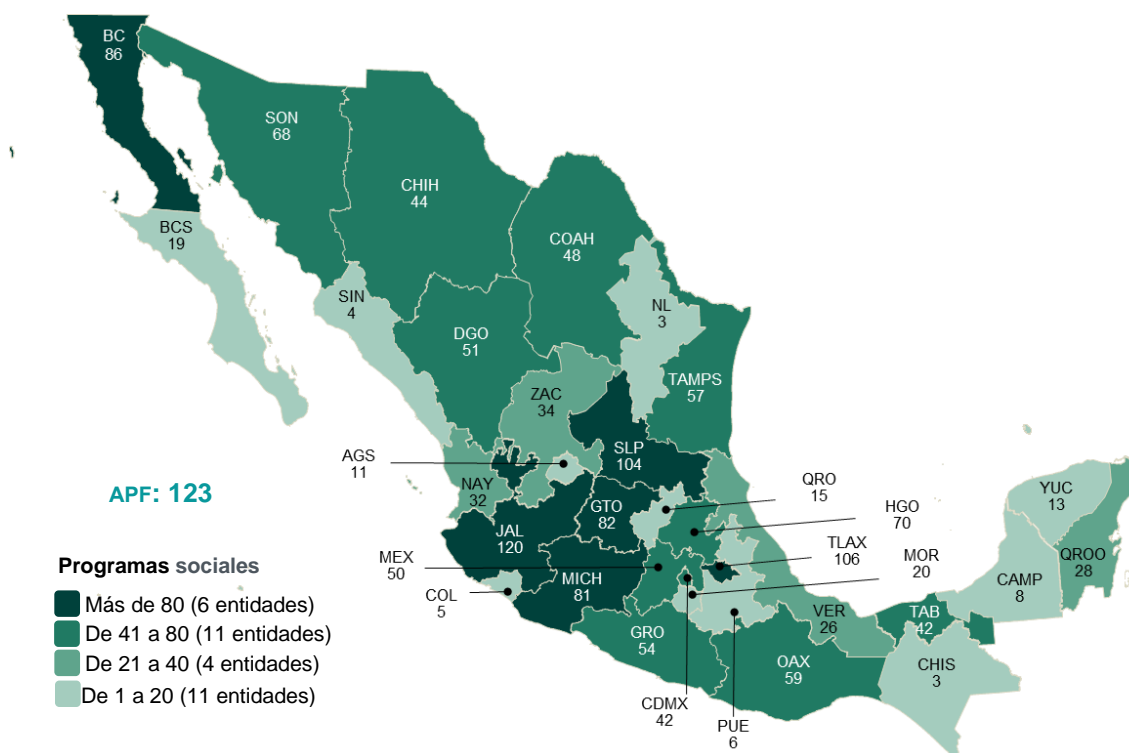 BC
86
SON
68
CHIH
44
COAH
48
BCS
19
SIN
4
NL
3
DGO
51
TAMPS
57
ZAC
34
SLP
104
AGS
11
NAY
32
QRO
15
APF: 123
GTO
82
HGO
70
YUC
13
JAL
120
TLAX
106
QROO
28
MEX
50
MOR
20
CAMP
8
MICH
81
COL
5
VER
26
TAB
42
GRO
54
OAX
59
CHIS
3
CDMX
42
PUE
6
Programas sociales
Más de 80 (6 entidades)
De 41 a 80 (11 entidades)
De 21 a 40 (4 entidades)
De 1 a 20 (11 entidades)